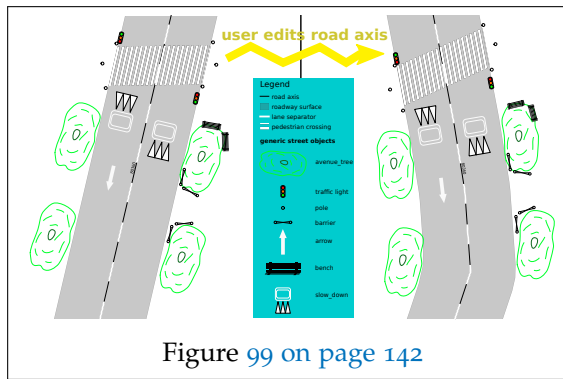 user edits road axis
Legend
road axis
roadway surface
lane separator
pedestrian crossing
generic street objects
avenue_tree
traffic light
pole
barrier
arrow
bench
slow_down
Figure 99 on page 142